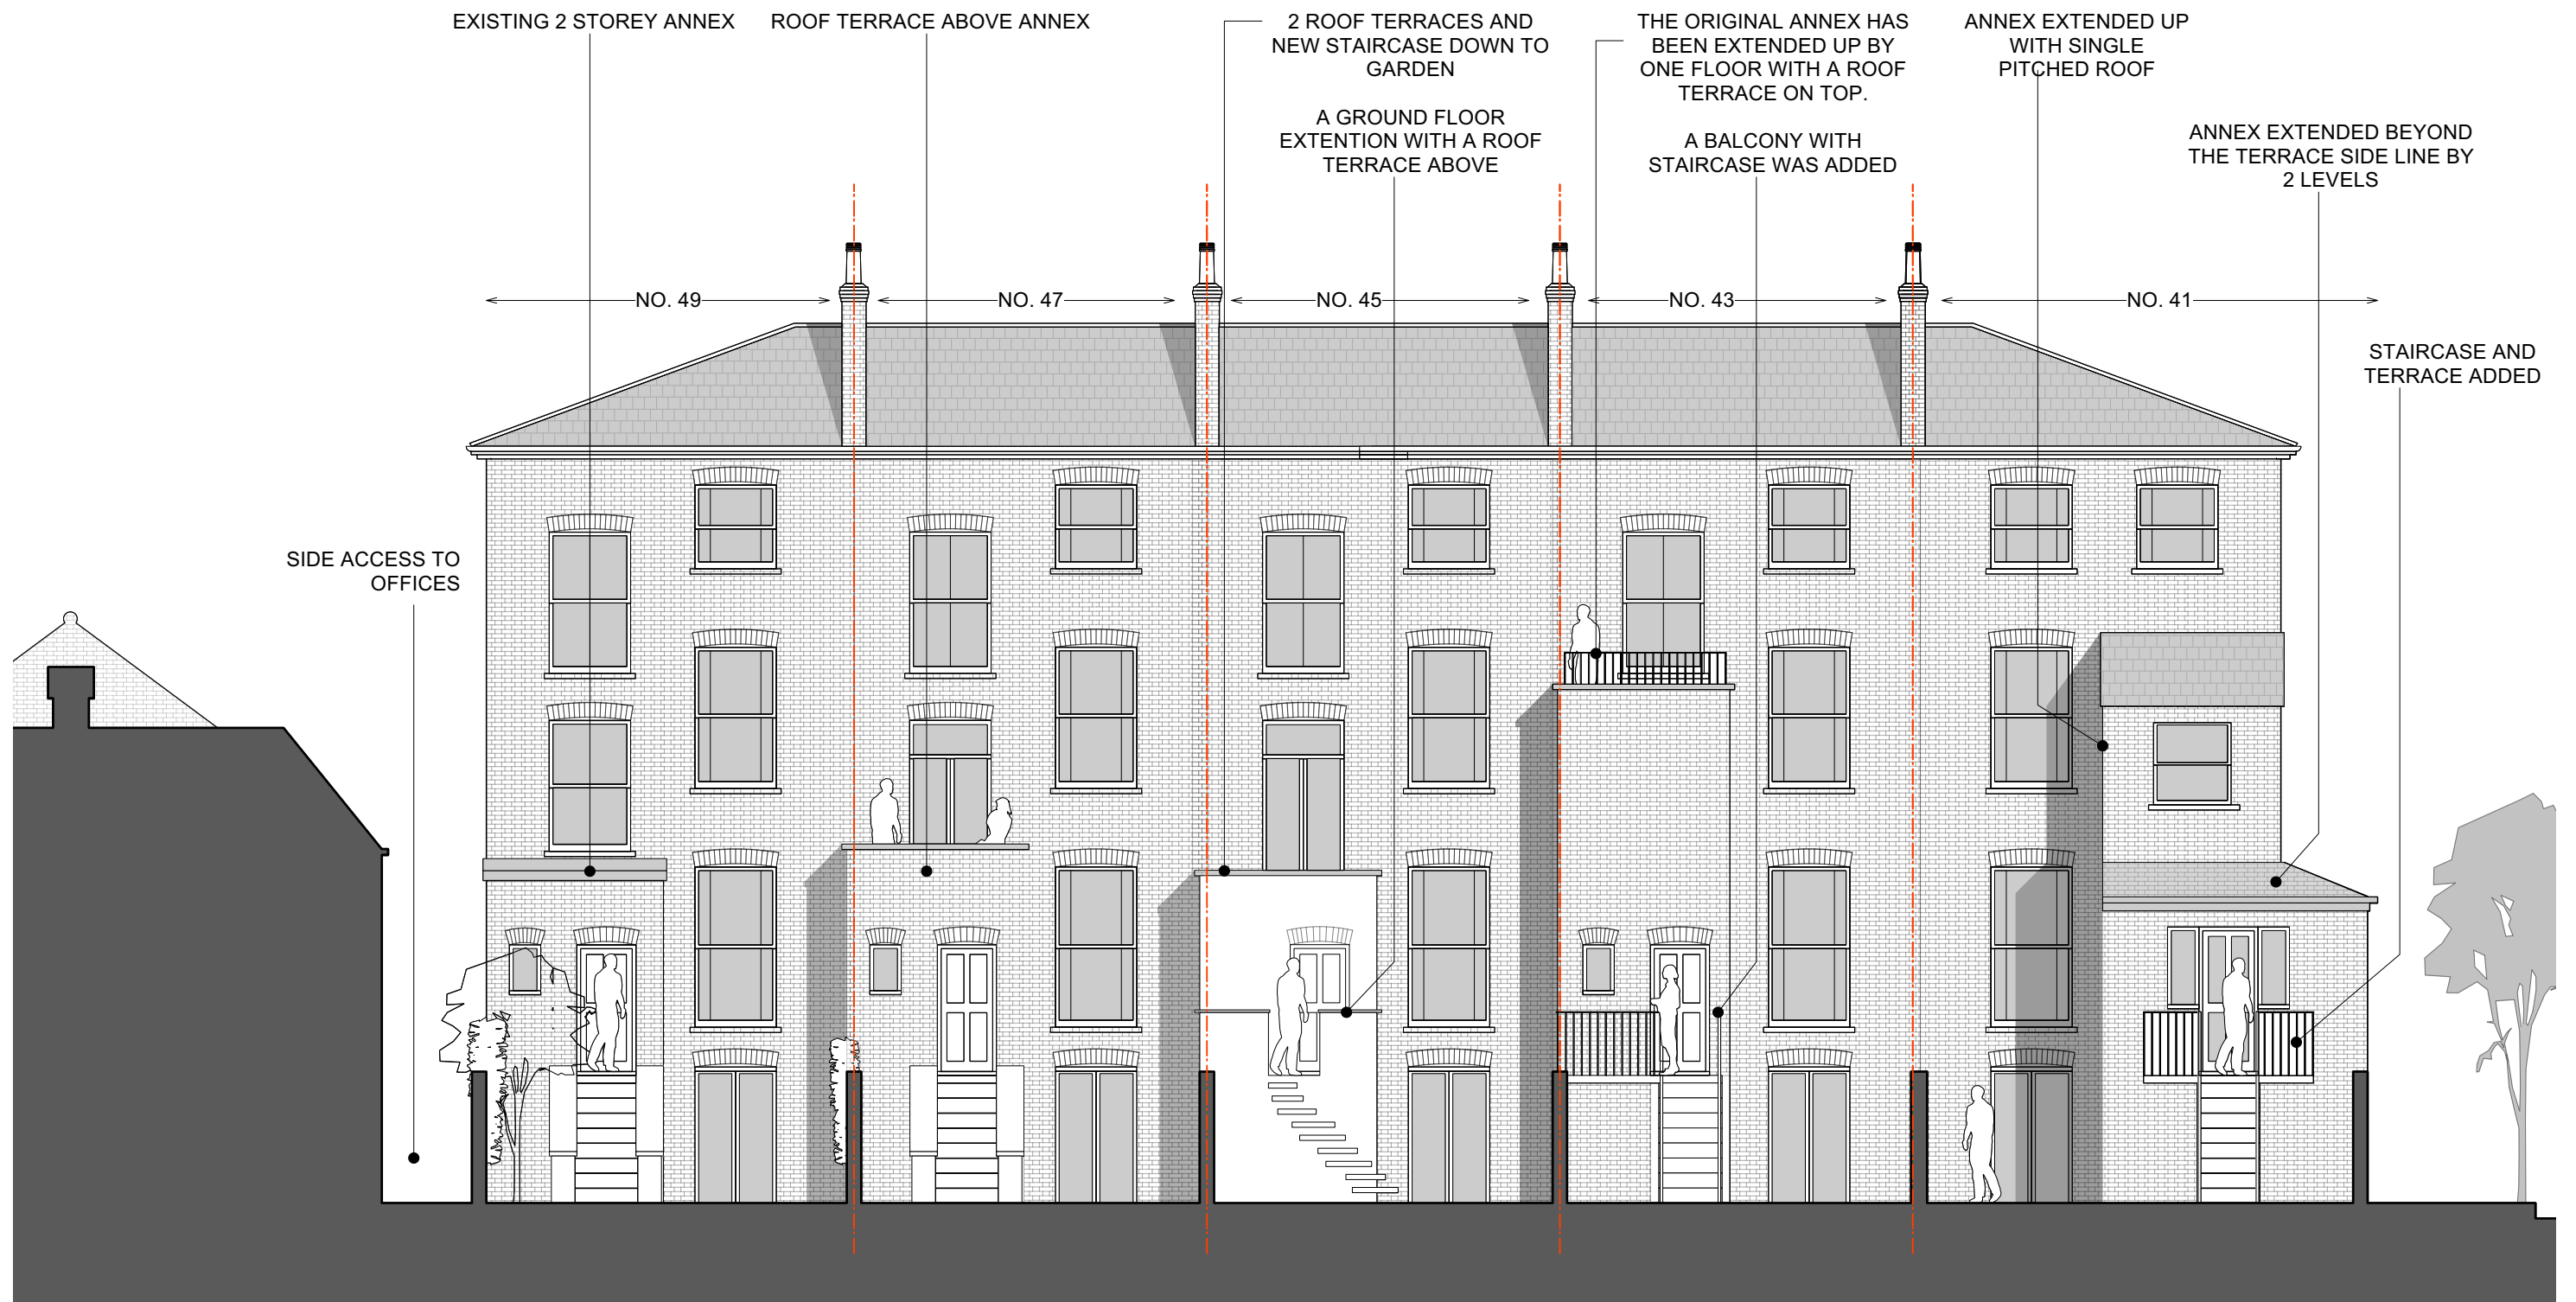 EXISTING 2 STOREY ANNEX
ROOF TERRACE ABOVE ANNEX
2 ROOF TERRACES AND
NEW STAIRCASE DOWN TO
GARDEN
A GROUND FLOOR
EXTENTION WITH A ROOF
TERRACE ABOVE
THE ORIGINAL ANNEX HAS
BEEN EXTENDED UP BY
ONE FLOOR WITH A ROOF
TERRACE ON TOP.
A BALCONY WITH
STAIRCASE WAS ADDED
ANNEX EXTENDED UP
WITH SINGLE
PITCHED ROOF
ANNEX EXTENDED BEYOND
THE TERRACE SIDE LINE BY
2 LEVELS
NO. 49
NO. 47
NO. 45
NO. 43
NO. 41
STAIRCASE AND
TERRACE ADDED
SIDE ACCESS TO
OFFICES